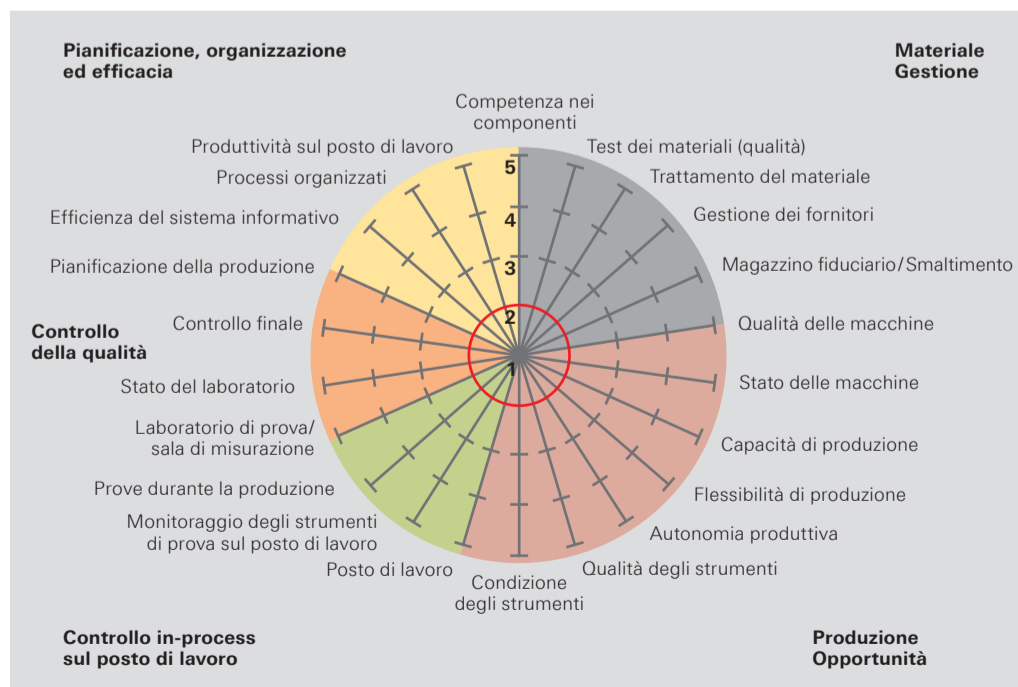 Pianificazione, organizzazione
ed efficacia
Materiale
Gestione
Competenza nei
componenti
Produttività sul posto di lavoro
Test dei materiali (qualità)
Processi organizzati
Trattamento del materiale
Efficienza del sistema informativo
Gestione dei fornitori
Pianificazione della produzione
Magazzino fiduciario/Smaltimento
5
4
3
2
1
Controllo
della qualità
Controllo finale
Qualità delle macchine
Stato del laboratorio
Stato delle macchine
Laboratorio di prova/
sala di misurazione
Capacità di produzione
Prove durante la produzione
Flessibilità di produzione
Monitoraggio degli strumenti
di prova sul posto di lavoro
Autonomia produttiva
Posto di lavoro
Condizione
degli strumenti
Qualità degli strumenti
Controllo in-process
sul posto di lavoro
Produzione
Opportunità